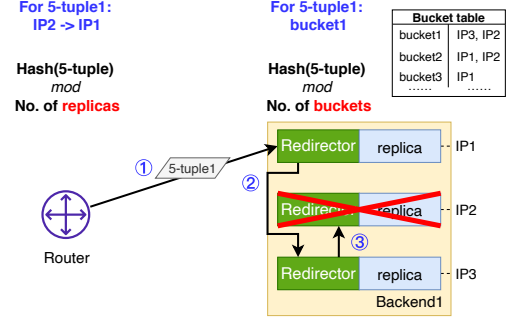 For 5-tuple1:
IP2 -> IP1
Hash(5-tuple)
mod
No. of replicas
For 5-tuple1:
bucket1
Hash(5-tuple)
mod
No. of buckets
Bucket table
bucket1 IP3, IP2
bucket2 IP1, IP2
bucket3 IP1
...... ......
① 5-tuple1
Router
Redirector replica IP1
②
Redirector replica IP2
③
Redirector replica IP3
Backend1